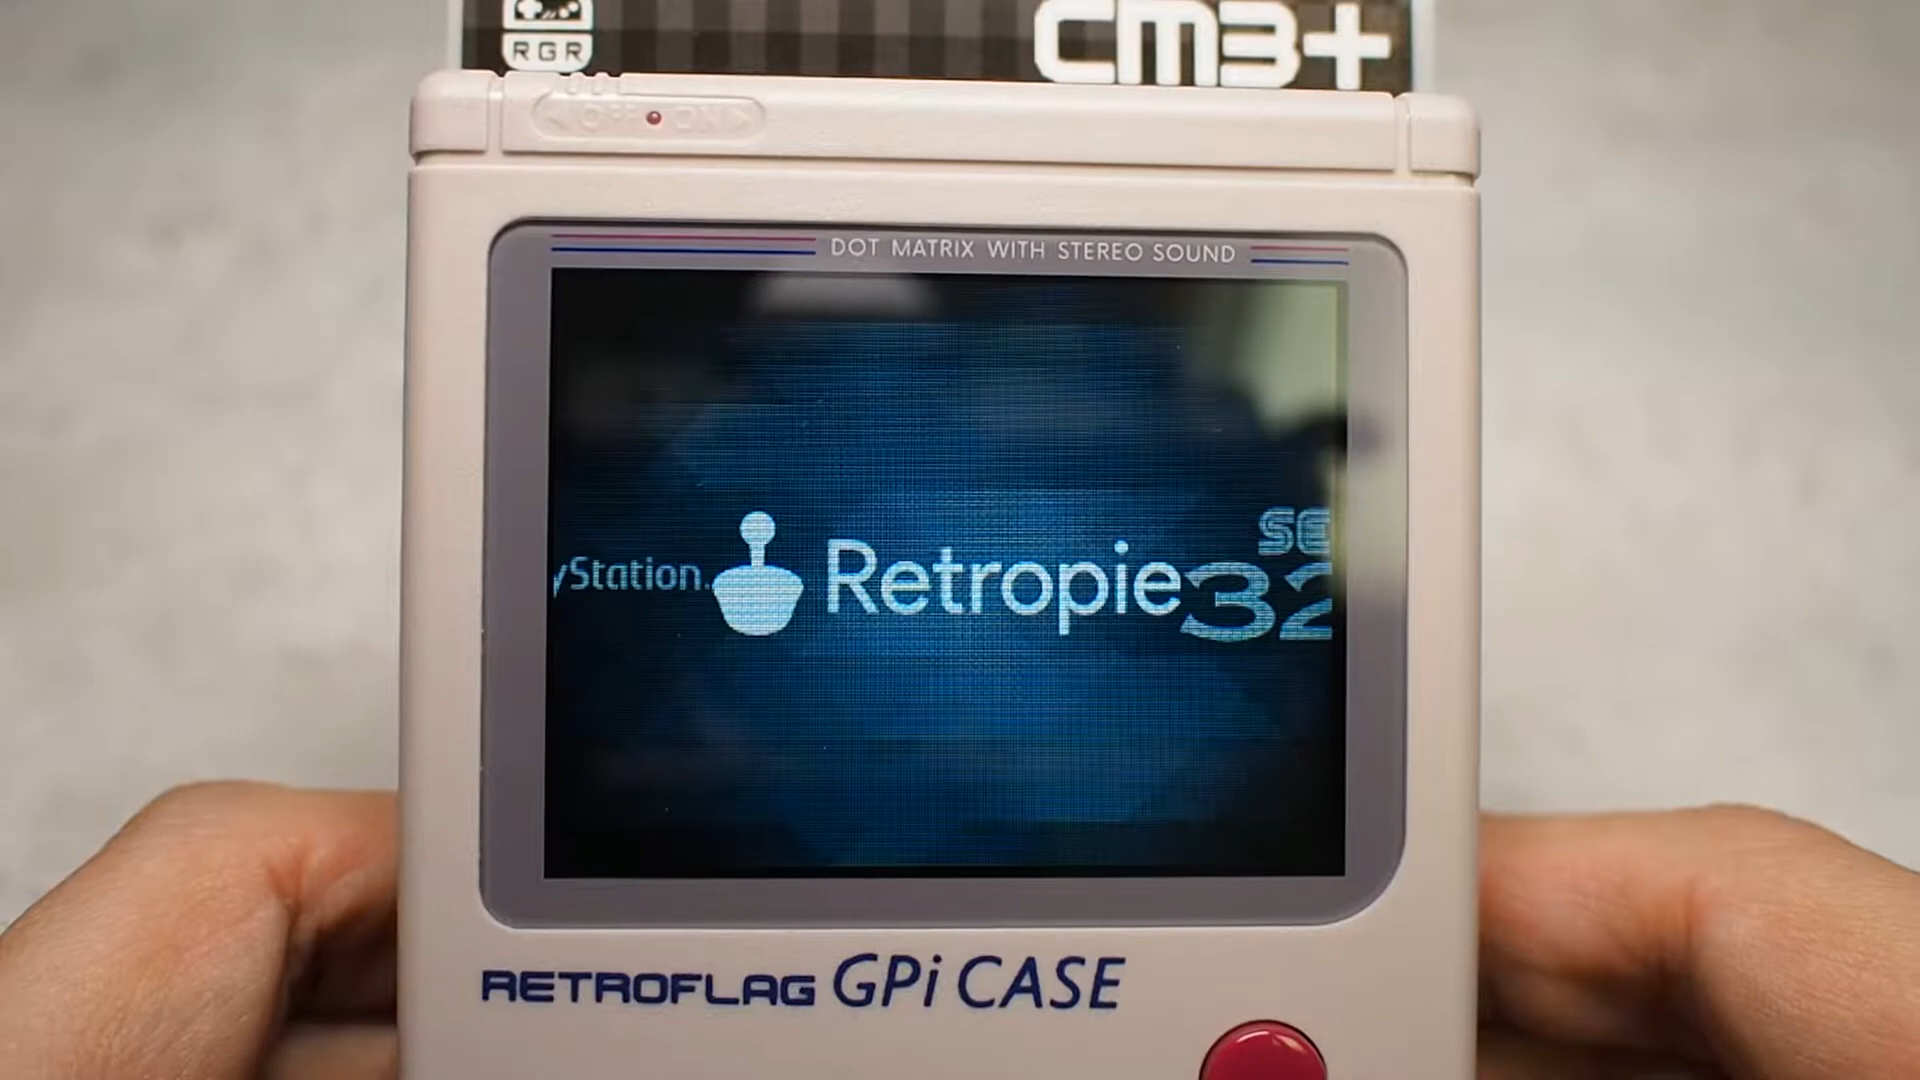 RGR
CM3+
OFF ON
DOT MATRIX WITH STEREO SOUND
yStation.
Retropie
SE
32
RETROFLAG GPi CASE